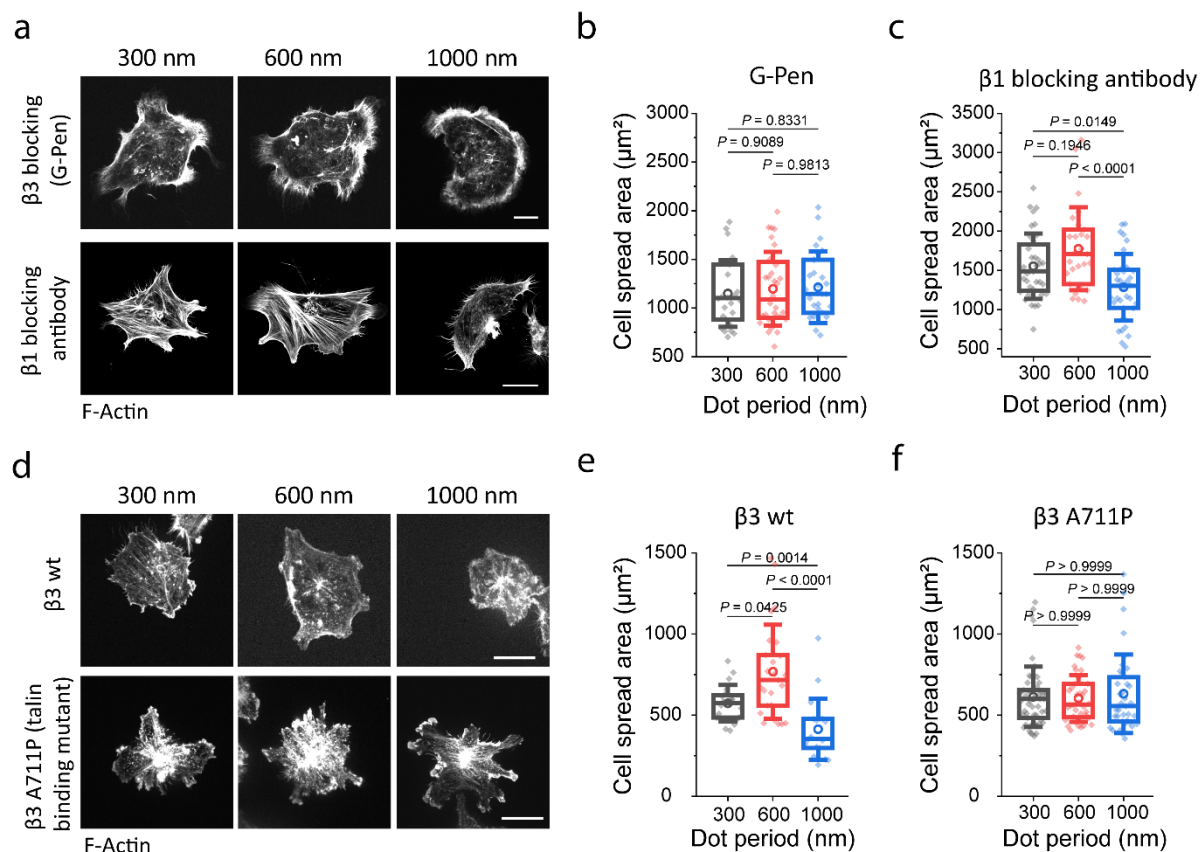 a
300 nm
600 nm
1000 nm
β3 blocking
(G-Pen)
β1 blocking
antibody
F-Actin
b
G-Pen
Cell spread area (µm²)
3000
2500
2000
1500
1000
500
P = 0.8331
P = 0.9089
P = 0.9813
300
600
1000
Dot period (nm)
c
β1 blocking antibody
Cell spread area (µm²)
3500
3000
2500
2000
1500
1000
500
P = 0.0149
P = 0.1946
P < 0.0001
300
600
1000
Dot period (nm)
d
300 nm
600 nm
1000 nm
β3 wt
β3 A711P (talin
binding mutant)
F-Actin
e
β3 wt
Cell spread area (µm²)
1500
1000
500
0
P = 0.0014
P < 0.0001
P = 0.0425
300
600
1000
Dot period (nm)
f
β3 A711P
Cell spread area (µm²)
1500
1000
500
0
P > 0.9999
P > 0.9999
P > 0.9999
300
600
1000
Dot period (nm)